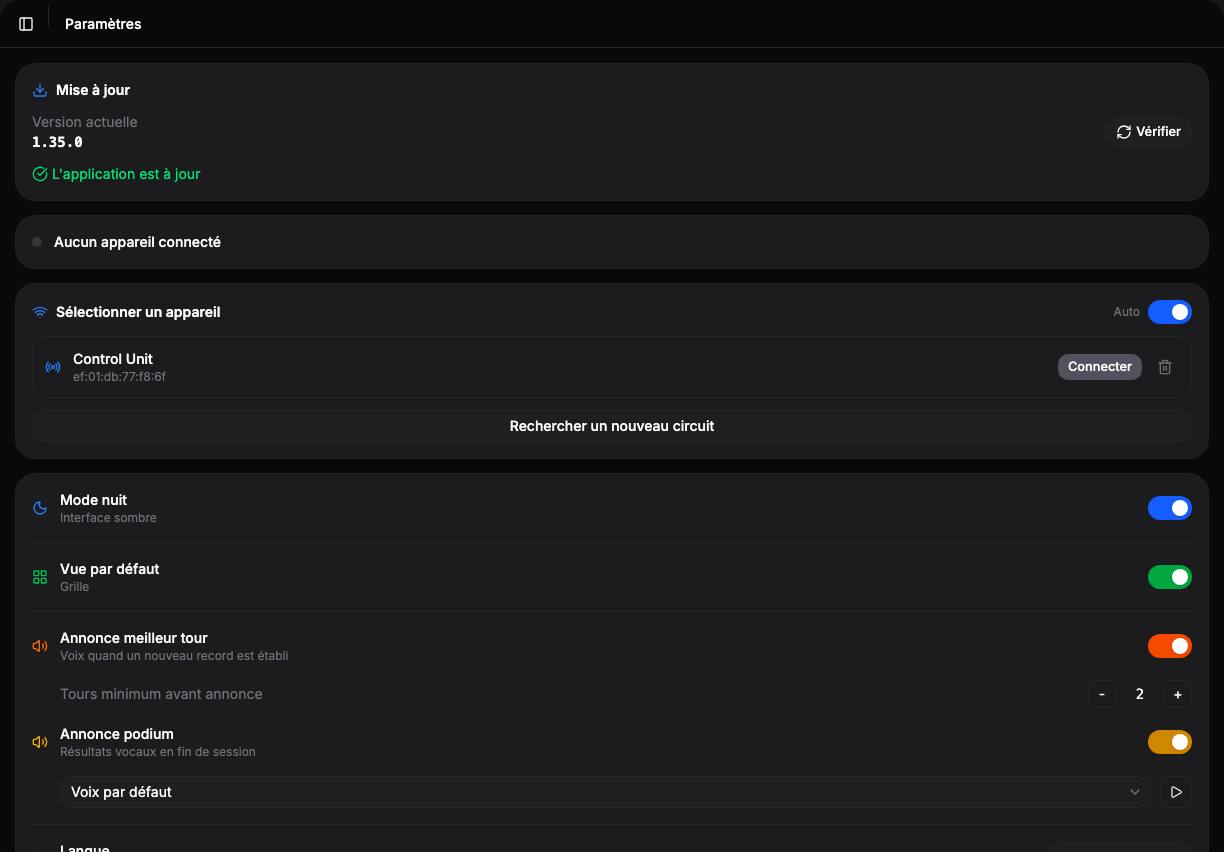 Paramètres
Mise à jour
Version actuelle
1.35.0
Vérifier
L'application est à jour
Aucun appareil connecté
Sélectionner un appareil
Auto
Control Unit
ef:01:db:77:f8:6f
Connecter
Rechercher un nouveau circuit
Mode nuit
Interface sombre
Vue par défaut
Grille
Annonce meilleur tour
Voix quand un nouveau record est établi
Tours minimum avant annonce
- 2 +
Annonce podium
Résultats vocaux en fin de session
Voix par défaut
Langue